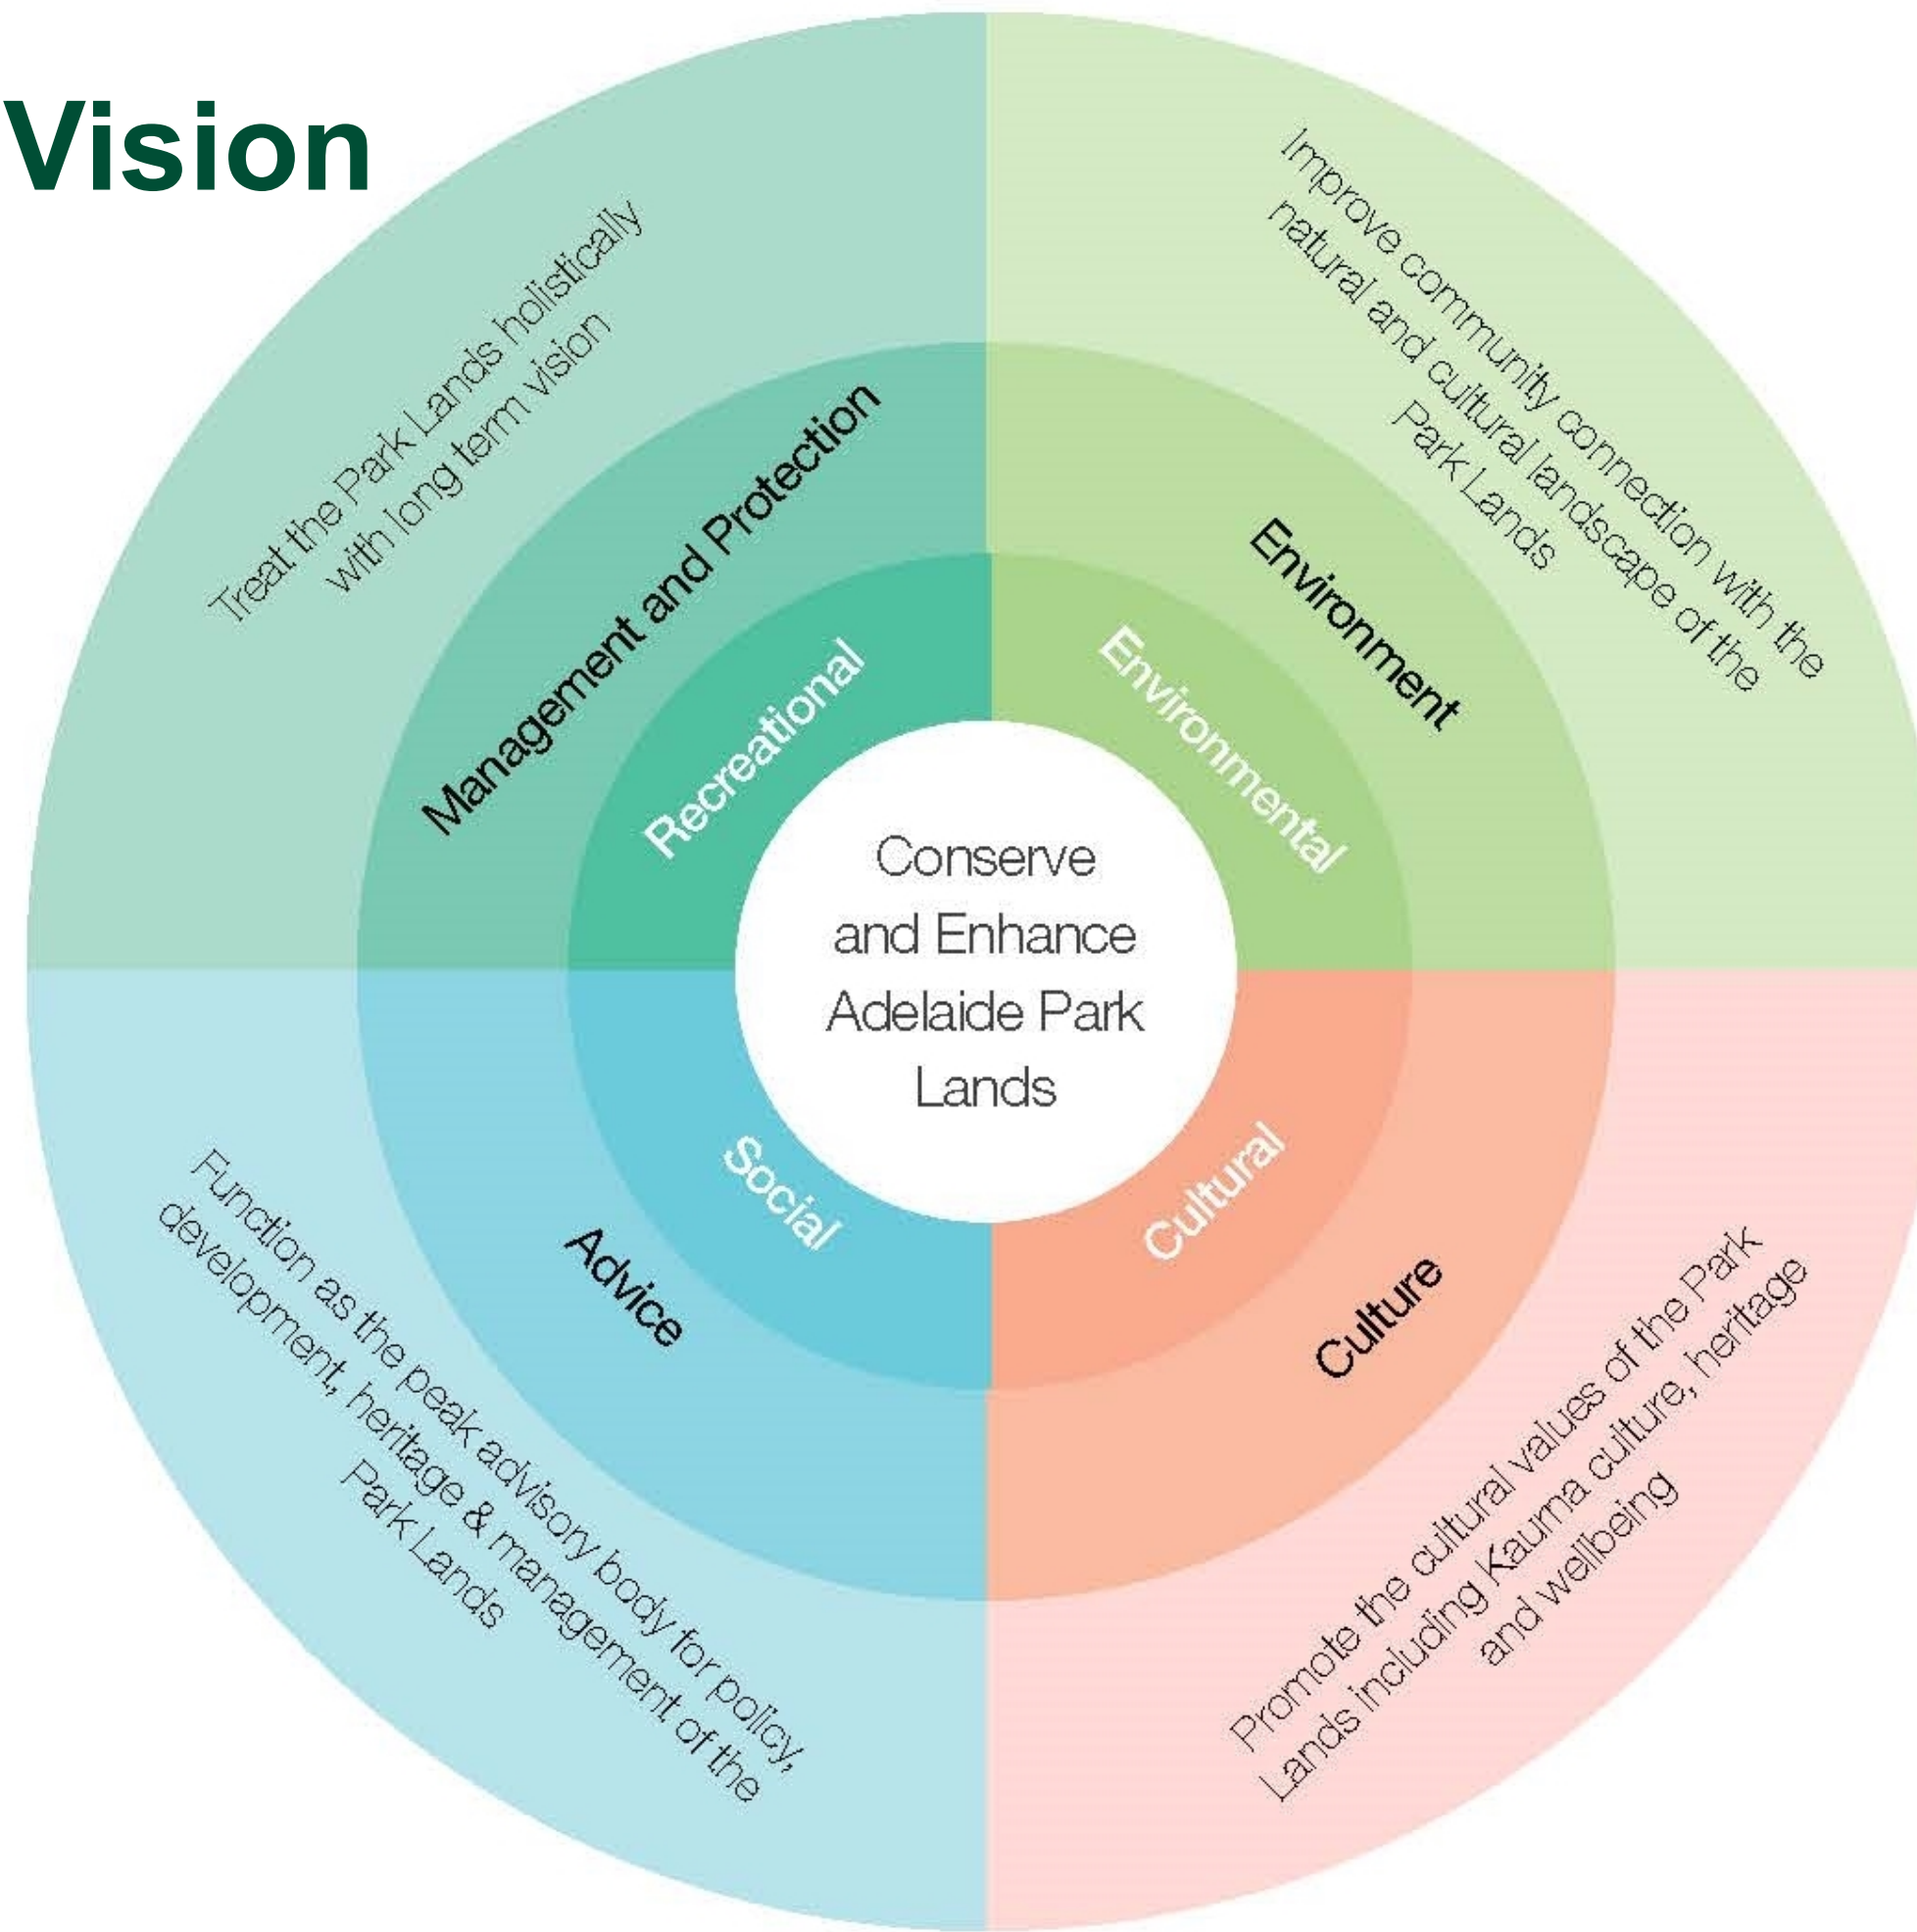 Vision
Treat the Park Lands holistically
with long term vision
Management and Protection
Recreational
Improve community connection with the
natural and cultural landscape of the
Park Lands
Environment
Environmental
Conserve
and Enhance
Adelaide Park
Lands
Social
Advice
Function as the peak advisory body for policy,
development, heritage & management of the
Park Lands
Cultural
Culture
Promote the cultural values of the Park
Lands including Kaurna culture, heritage
and wellbeing